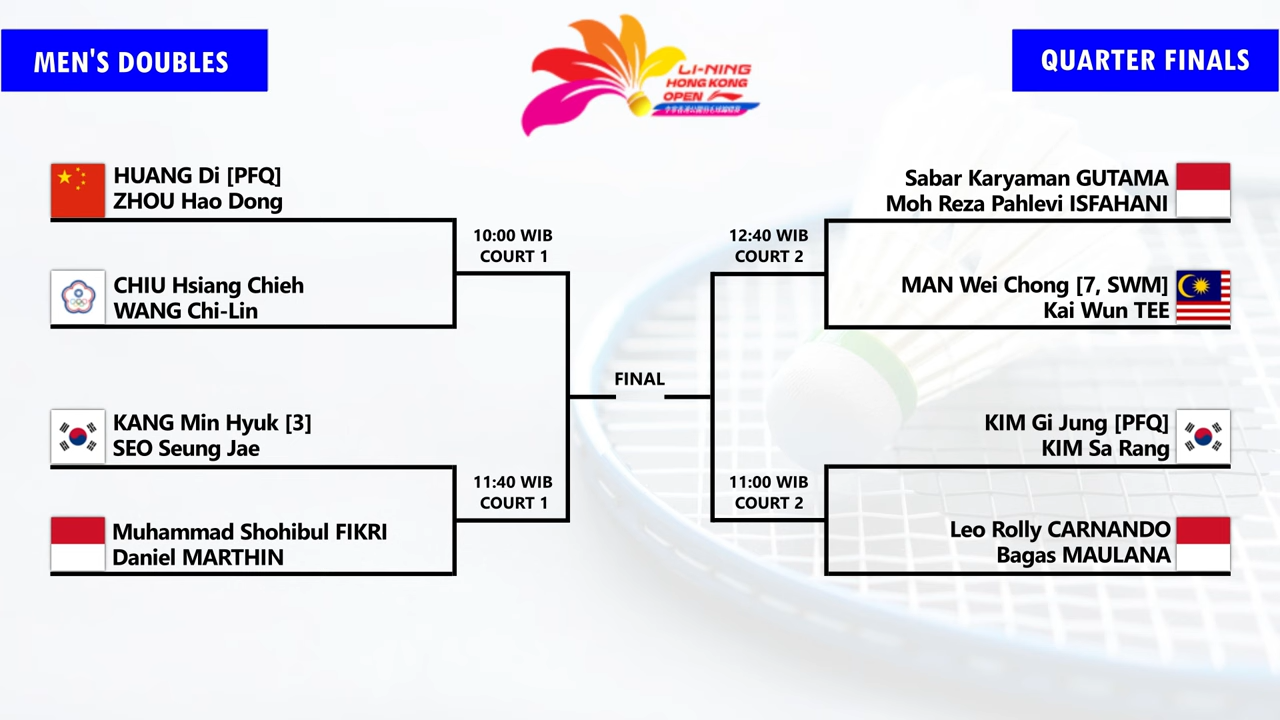 MEN'S DOUBLES
QUARTER FINALS
LI-NING
HONG KONG
OPEN
HUANG Di [PFQ]
ZHOU Hao Dong
10:00 WIB
COURT 1
CHIU Hsiang Chieh
WANG Chi-Lin
KANG Min Hyuk [3]
SEO Seung Jae
11:40 WIB
COURT 1
Muhammad Shohibul FIKRI
Daniel MARTHIN
FINAL
Sabar Karyaman GUTAMA
Moh Reza Pahlevi ISFAHANI
12:40 WIB
COURT 2
MAN Wei Chong [7, SWM]
Kai Wun TEE
KIM Gi Jung [PFQ]
KIM Sa Rang
11:00 WIB
COURT 2
Leo Rolly CARNANDO
Bagas MAULANA